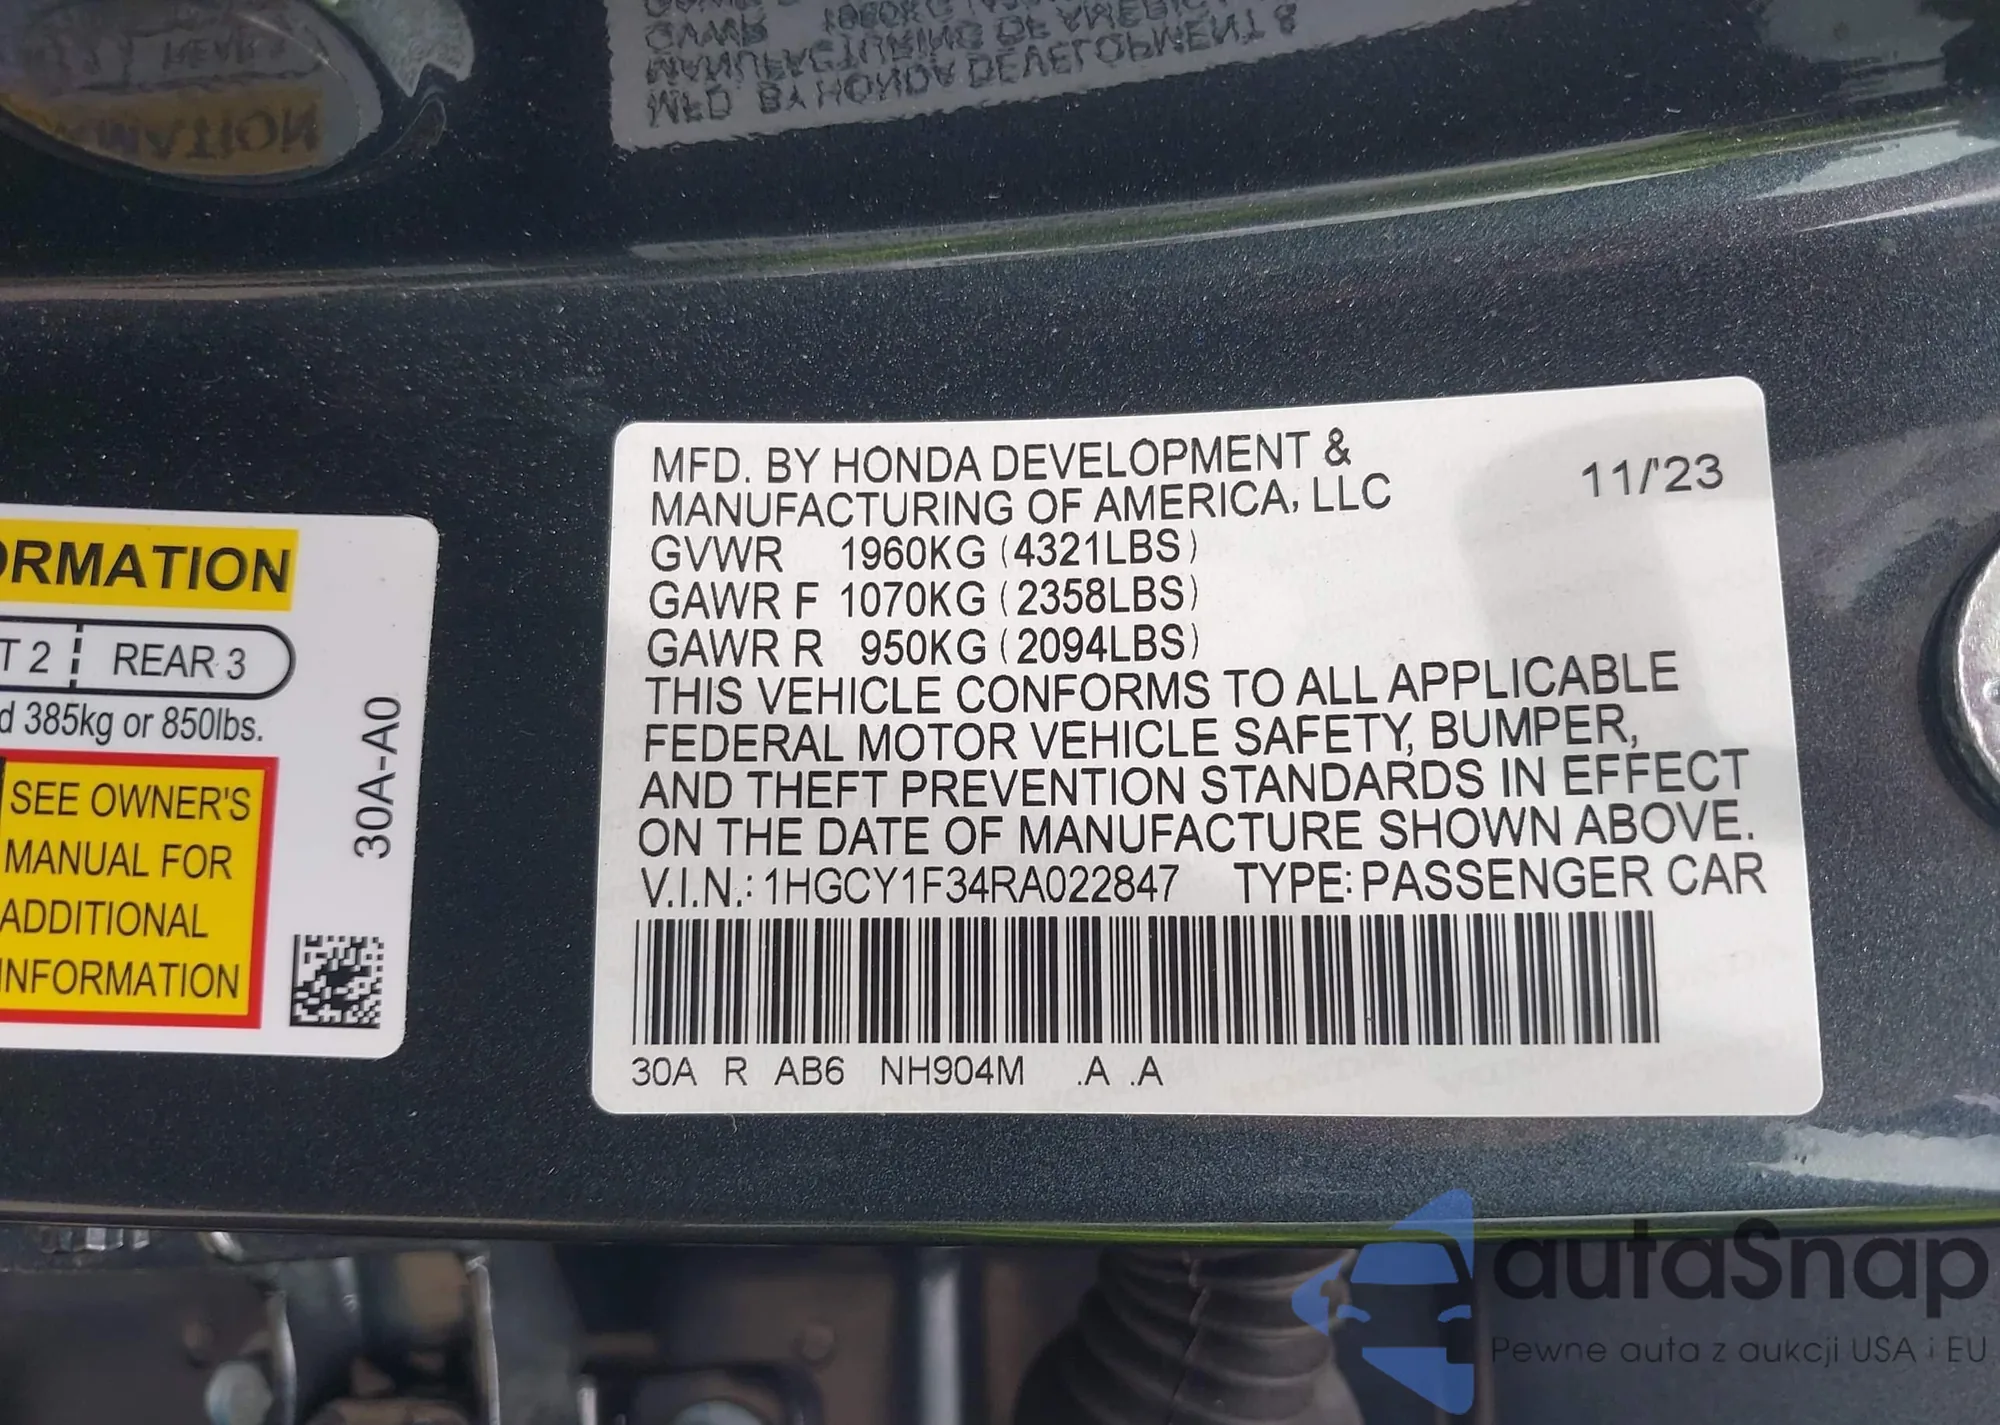 MFD. BY HONDA DEVELOPMENT &
MANUFACTURING OF AMERICA, LLC
11/'23
GVWR 1960KG (4321LBS)
GAWR F 1070KG (2358LBS)
GAWR R 950KG (2094LBS)
THIS VEHICLE CONFORMS TO ALL APPLICABLE
FEDERAL MOTOR VEHICLE SAFETY, BUMPER,
AND THEFT PREVENTION STANDARDS IN EFFECT
ON THE DATE OF MANUFACTURE SHOWN ABOVE.
V.I.N.: 1HGCY1F34RA022847 TYPE: PASSENGER CAR
30A R AB6 NH904M .A .A
ORMATION
T 2 REAR 3
d 385kg or 850lbs.
SEE OWNER'S
MANUAL FOR
ADDITIONAL
INFORMATION
30A-A0
autaSnap
Pewne auta z aukcji USA i EU